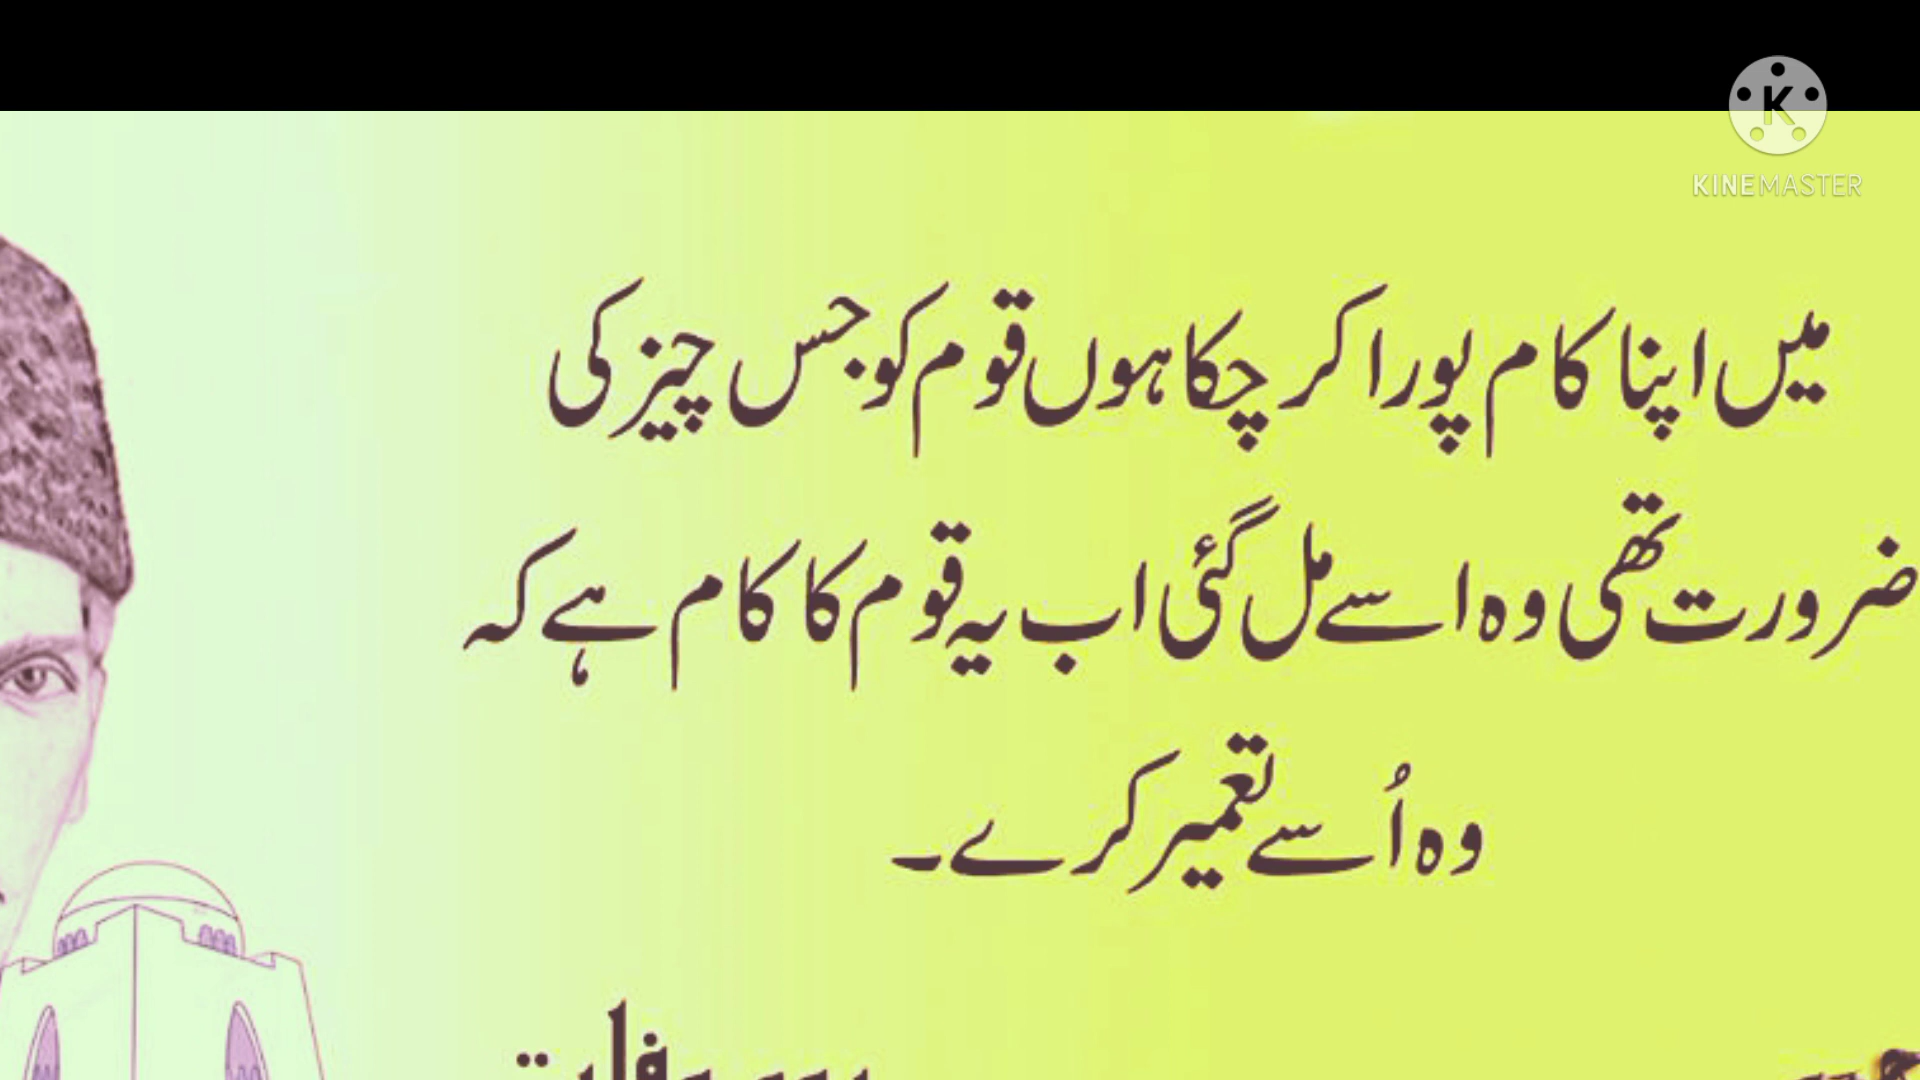 KINEMASTER
میں اپنا کام پورا کر چکا ہوں قوم کو جس چیز کی
ضرورت تھی وہ اسے مل گئی اب یہ قوم کا کام ہے کہ
وہ اُسے تعمیر کرے۔